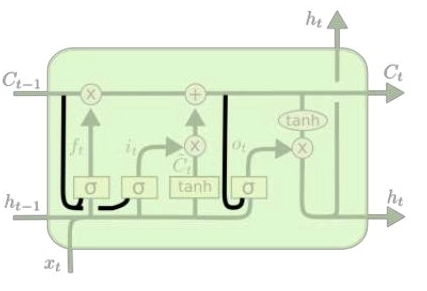 h_t
C_{t-1}
×
+
C_t
tanh
f_t
i_t
×
o_t
×
C̃_t
σ
σ
tanh
σ
h_{t-1}
h_t
x_t